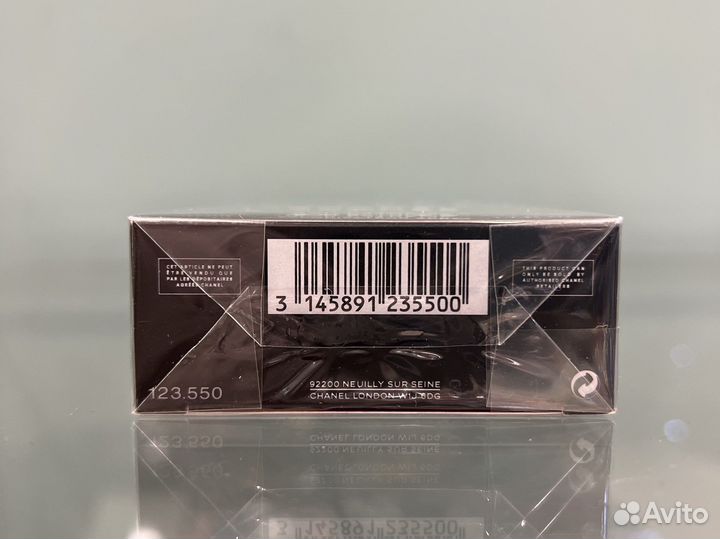 CET ARTICLE NE PEUT
ÊTRE VENDU QUE
PAR LES DÉPOSITAIRES
AGRÉÉS CHANEL
THIS PRODUCT CAN
ONLY BE SOLD BY
AUTHORISED CHANEL
RETAILERS
3 145891 235500
92200 NEUILLY SUR SEINE
CHANEL LONDON W1J 6DG
123.550
Avito